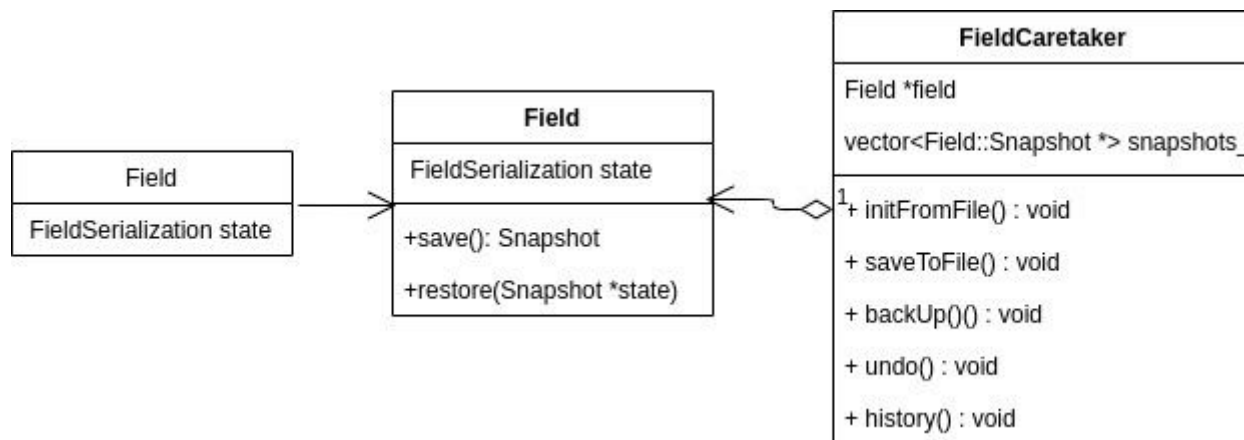 Field
FieldSerialization state
Field
FieldSerialization state
+save(): Snapshot
+restore(Snapshot *state)
FieldCaretaker
Field *field
vector<Field::Snapshot *> snapshots_
1
+ initFromFile() : void
+ saveToFile() : void
+ backUp()() : void
+ undo() : void
+ history() : void